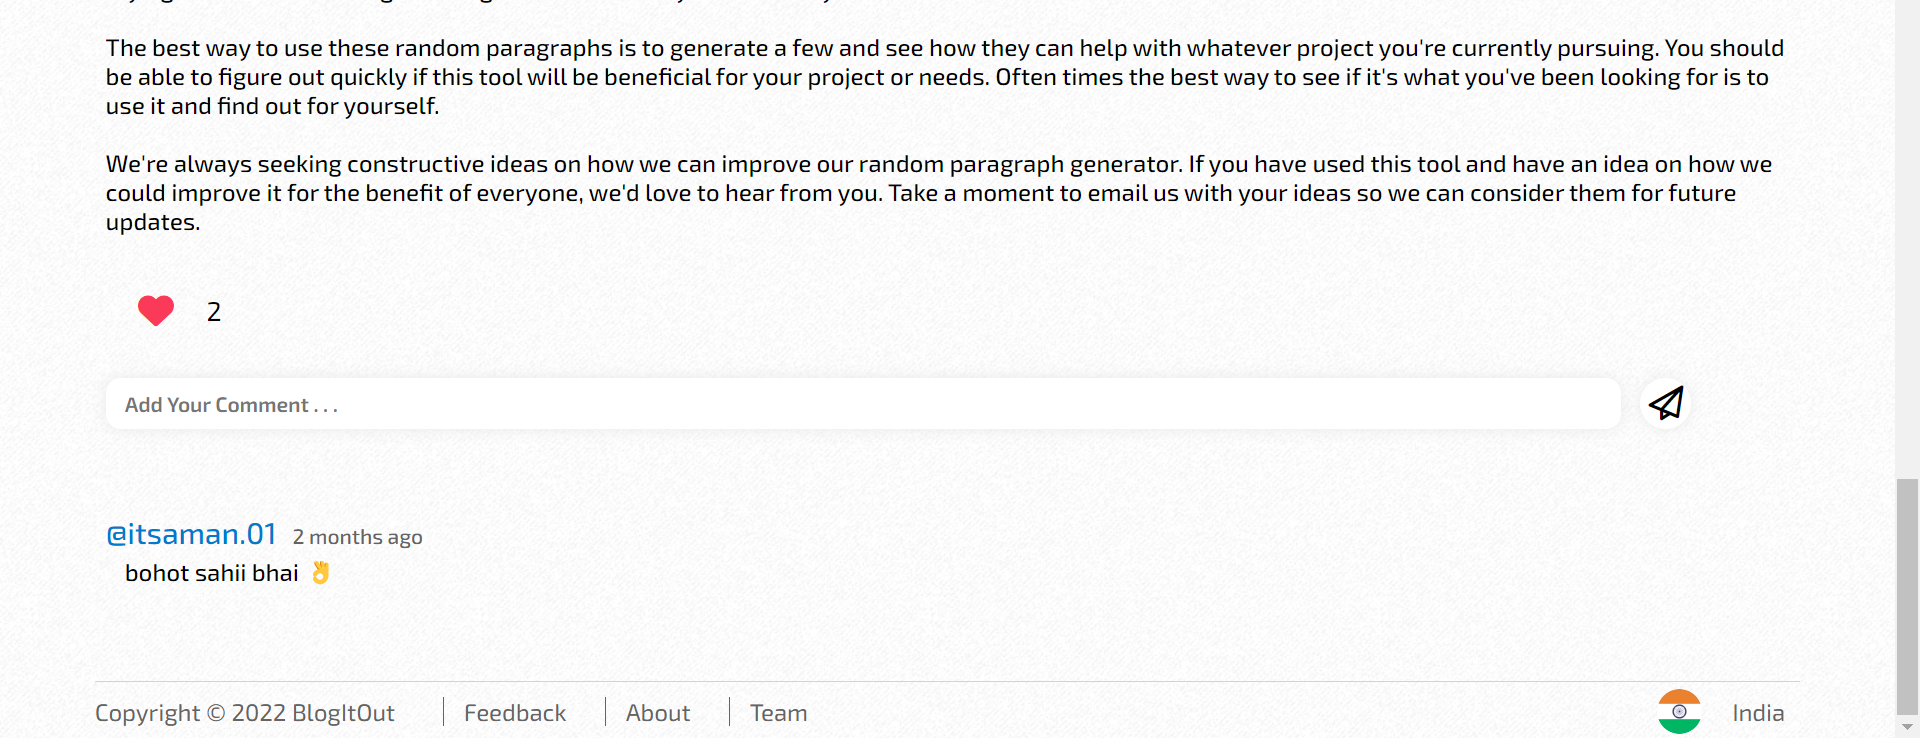 The best way to use these random paragraphs is to generate a few and see how they can help with whatever project you're currently pursuing. You should
be able to figure out quickly if this tool will be beneficial for your project or needs. Often times the best way to see if it's what you've been looking for is to
use it and find out for yourself.
We're always seeking constructive ideas on how we can improve our random paragraph generator. If you have used this tool and have an idea on how we
could improve it for the benefit of everyone, we'd love to hear from you. Take a moment to email us with your ideas so we can consider them for future
updates.
2
Add Your Comment . . .
@itsaman.01 2 months ago
bohot sahii bhai 👌
Copyright © 2022 BlogItOut | Feedback | About | Team India